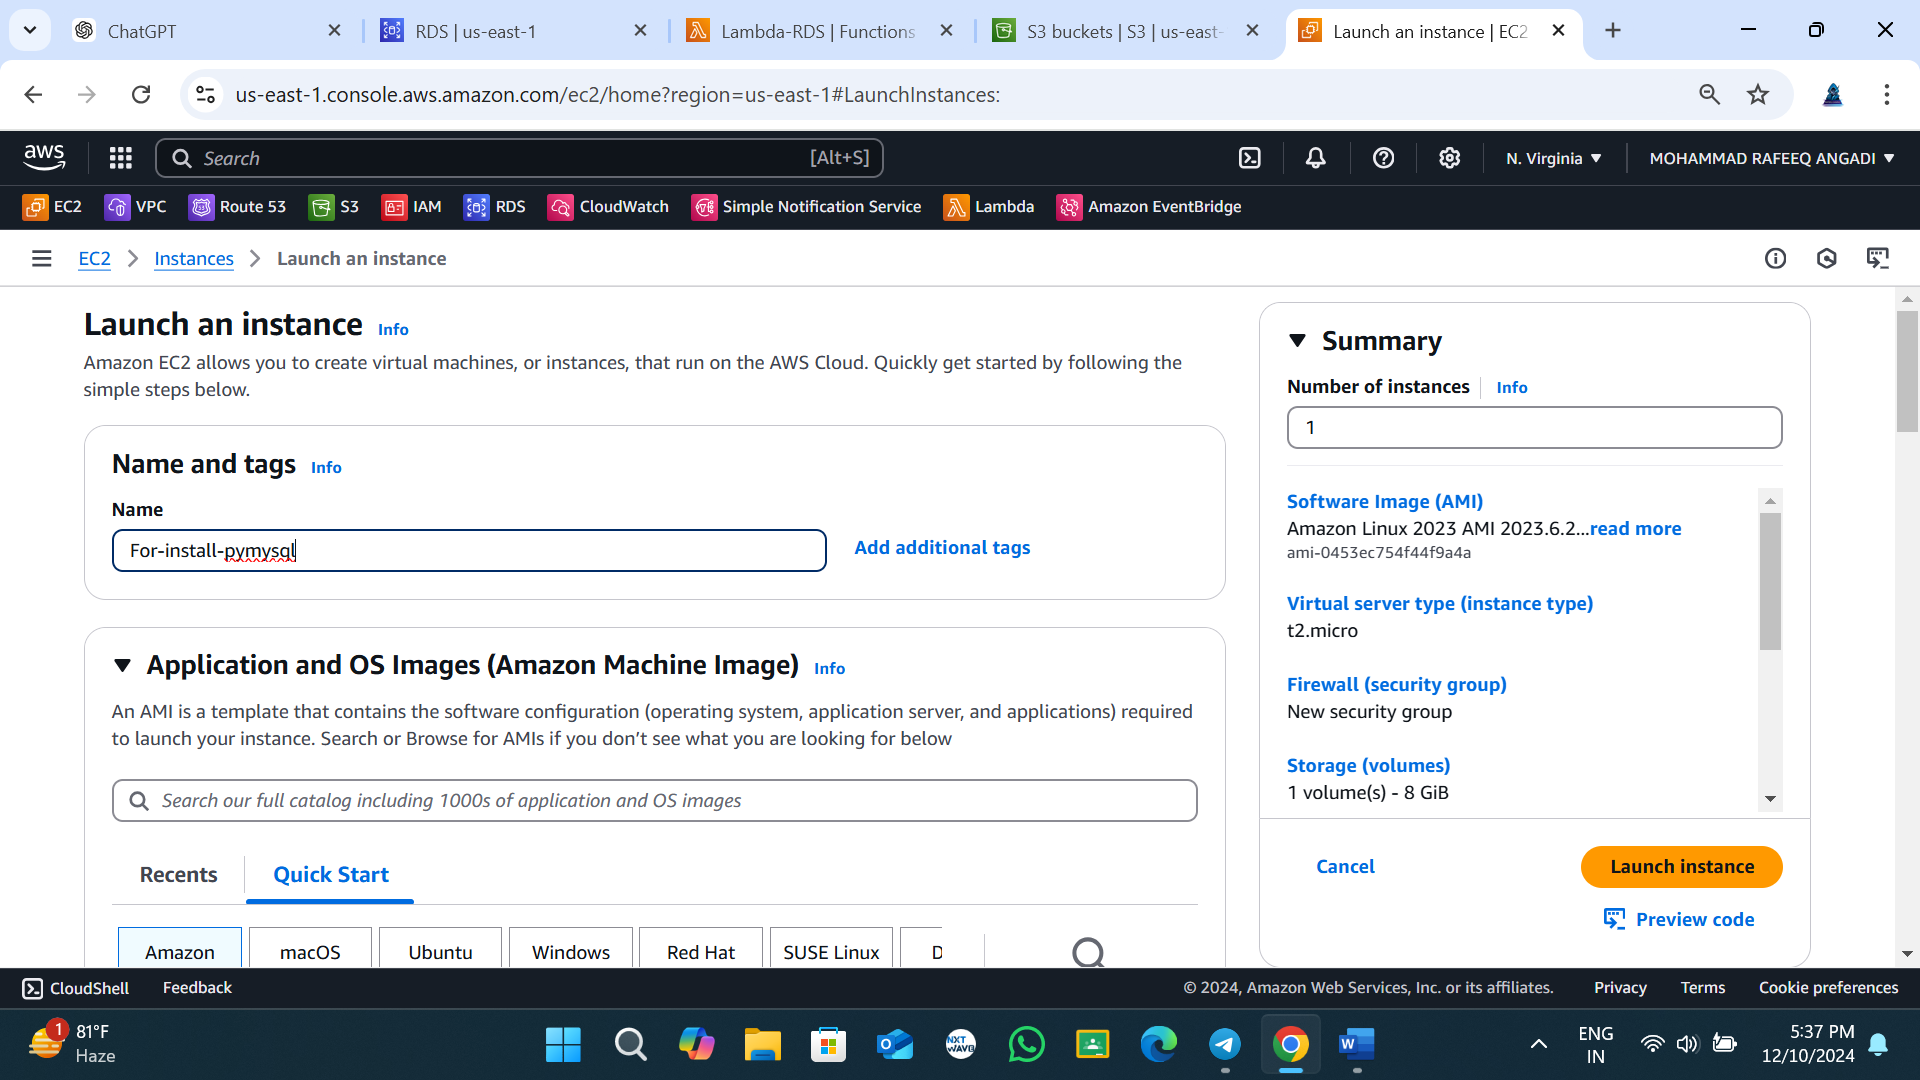 ChatGPT
RDS | us-east-1
Lambda-RDS | Functions
S3 buckets | S3 | us-east-
Launch an instance | EC2
us-east-1.console.aws.amazon.com/ec2/home?region=us-east-1#LaunchInstances:
aws
Search
[Alt+S]
N. Virginia
MOHAMMAD RAFEEQ ANGADI
EC2
VPC
Route 53
S3
IAM
RDS
CloudWatch
Simple Notification Service
Lambda
Amazon EventBridge
EC2
Instances
Launch an instance
Launch an instance
Info
Amazon EC2 allows you to create virtual machines, or instances, that run on the AWS Cloud. Quickly get started by following the
simple steps below.
Name and tags
Info
Name
For-install-pymysql
Add additional tags
Application and OS Images (Amazon Machine Image)
Info
An AMI is a template that contains the software configuration (operating system, application server, and applications) required
to launch your instance. Search or Browse for AMIs if you don't see what you are looking for below
Search our full catalog including 1000s of application and OS images
Recents
Quick Start
Amazon
macOS
Ubuntu
Windows
Red Hat
SUSE Linux
D
Summary
Number of instances
Info
1
Software Image (AMI)
Amazon Linux 2023 AMI 2023.6.2...read more
ami-0453ec754f44f9a4a
Virtual server type (instance type)
t2.micro
Firewall (security group)
New security group
Storage (volumes)
1 volume(s) - 8 GiB
Cancel
Launch instance
Preview code
CloudShell
Feedback
© 2024, Amazon Web Services, Inc. or its affiliates.
Privacy
Terms
Cookie preferences
1
81°F
Haze
NXT
WAVE
ENG
IN
5:37 PM
12/10/2024